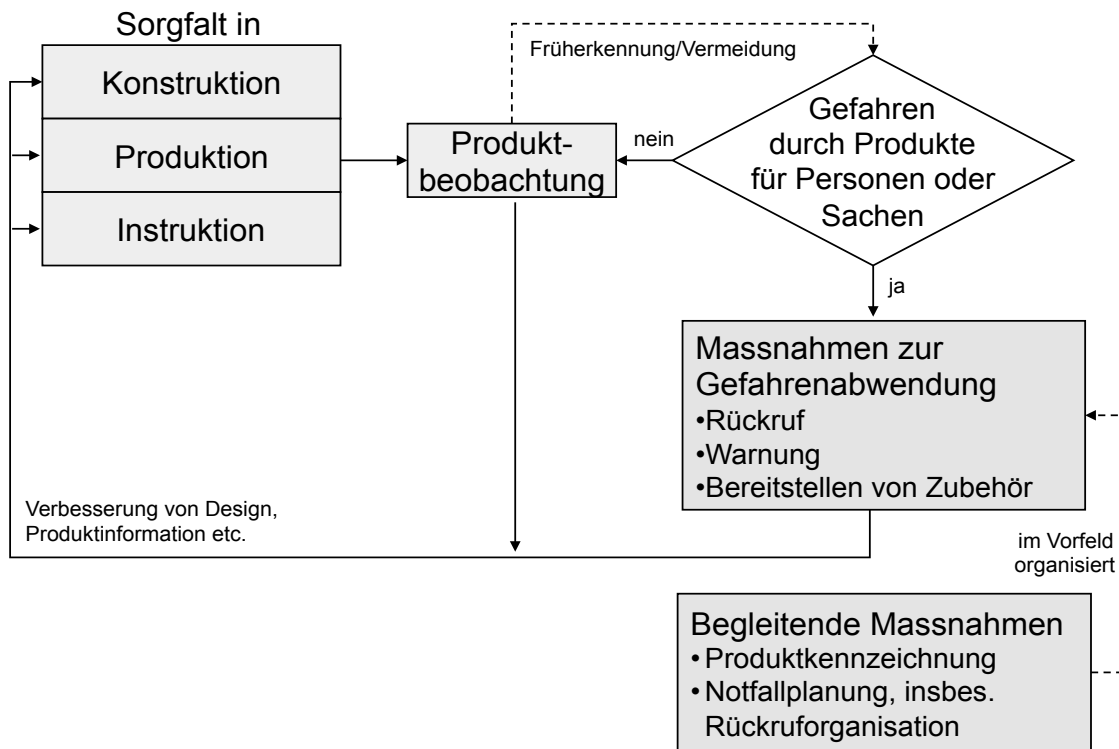 Sorgfalt in
Konstruktion
Produktion
Instruktion
Früherkennung/Vermeidung
Produkt-
beobachtung
nein
Gefahren
durch Produkte
für Personen oder
Sachen
ja
Massnahmen zur
Gefahrenabwendung
•Rückruf
•Warnung
•Bereitstellen von Zubehör
Verbesserung von Design,
Produktinformation etc.
im Vorfeld
organisiert
Begleitende Massnahmen
• Produktkennzeichnung
• Notfallplanung, insbes.
Rückruforganisation